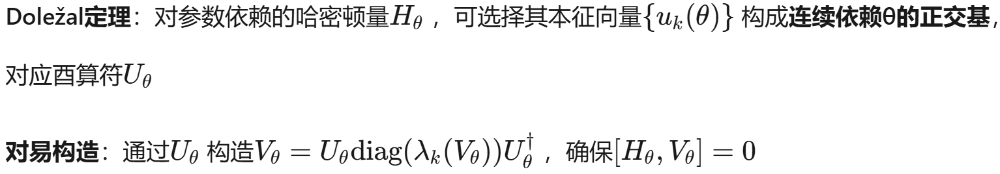 Doležal定理：对参数依赖的哈密顿量$H_\theta$，可选择其本征向量$\{u_k(\theta)\}$ 构成连续依赖θ的正交基，
对应酉算符$U_\theta$
对易构造：通过$U_\theta$ 构造$V_\theta = U_\theta \mathrm{diag}(\lambda_k(V_\theta))U_\theta^\dagger$，确保$[H_\theta, V_\theta] = 0$